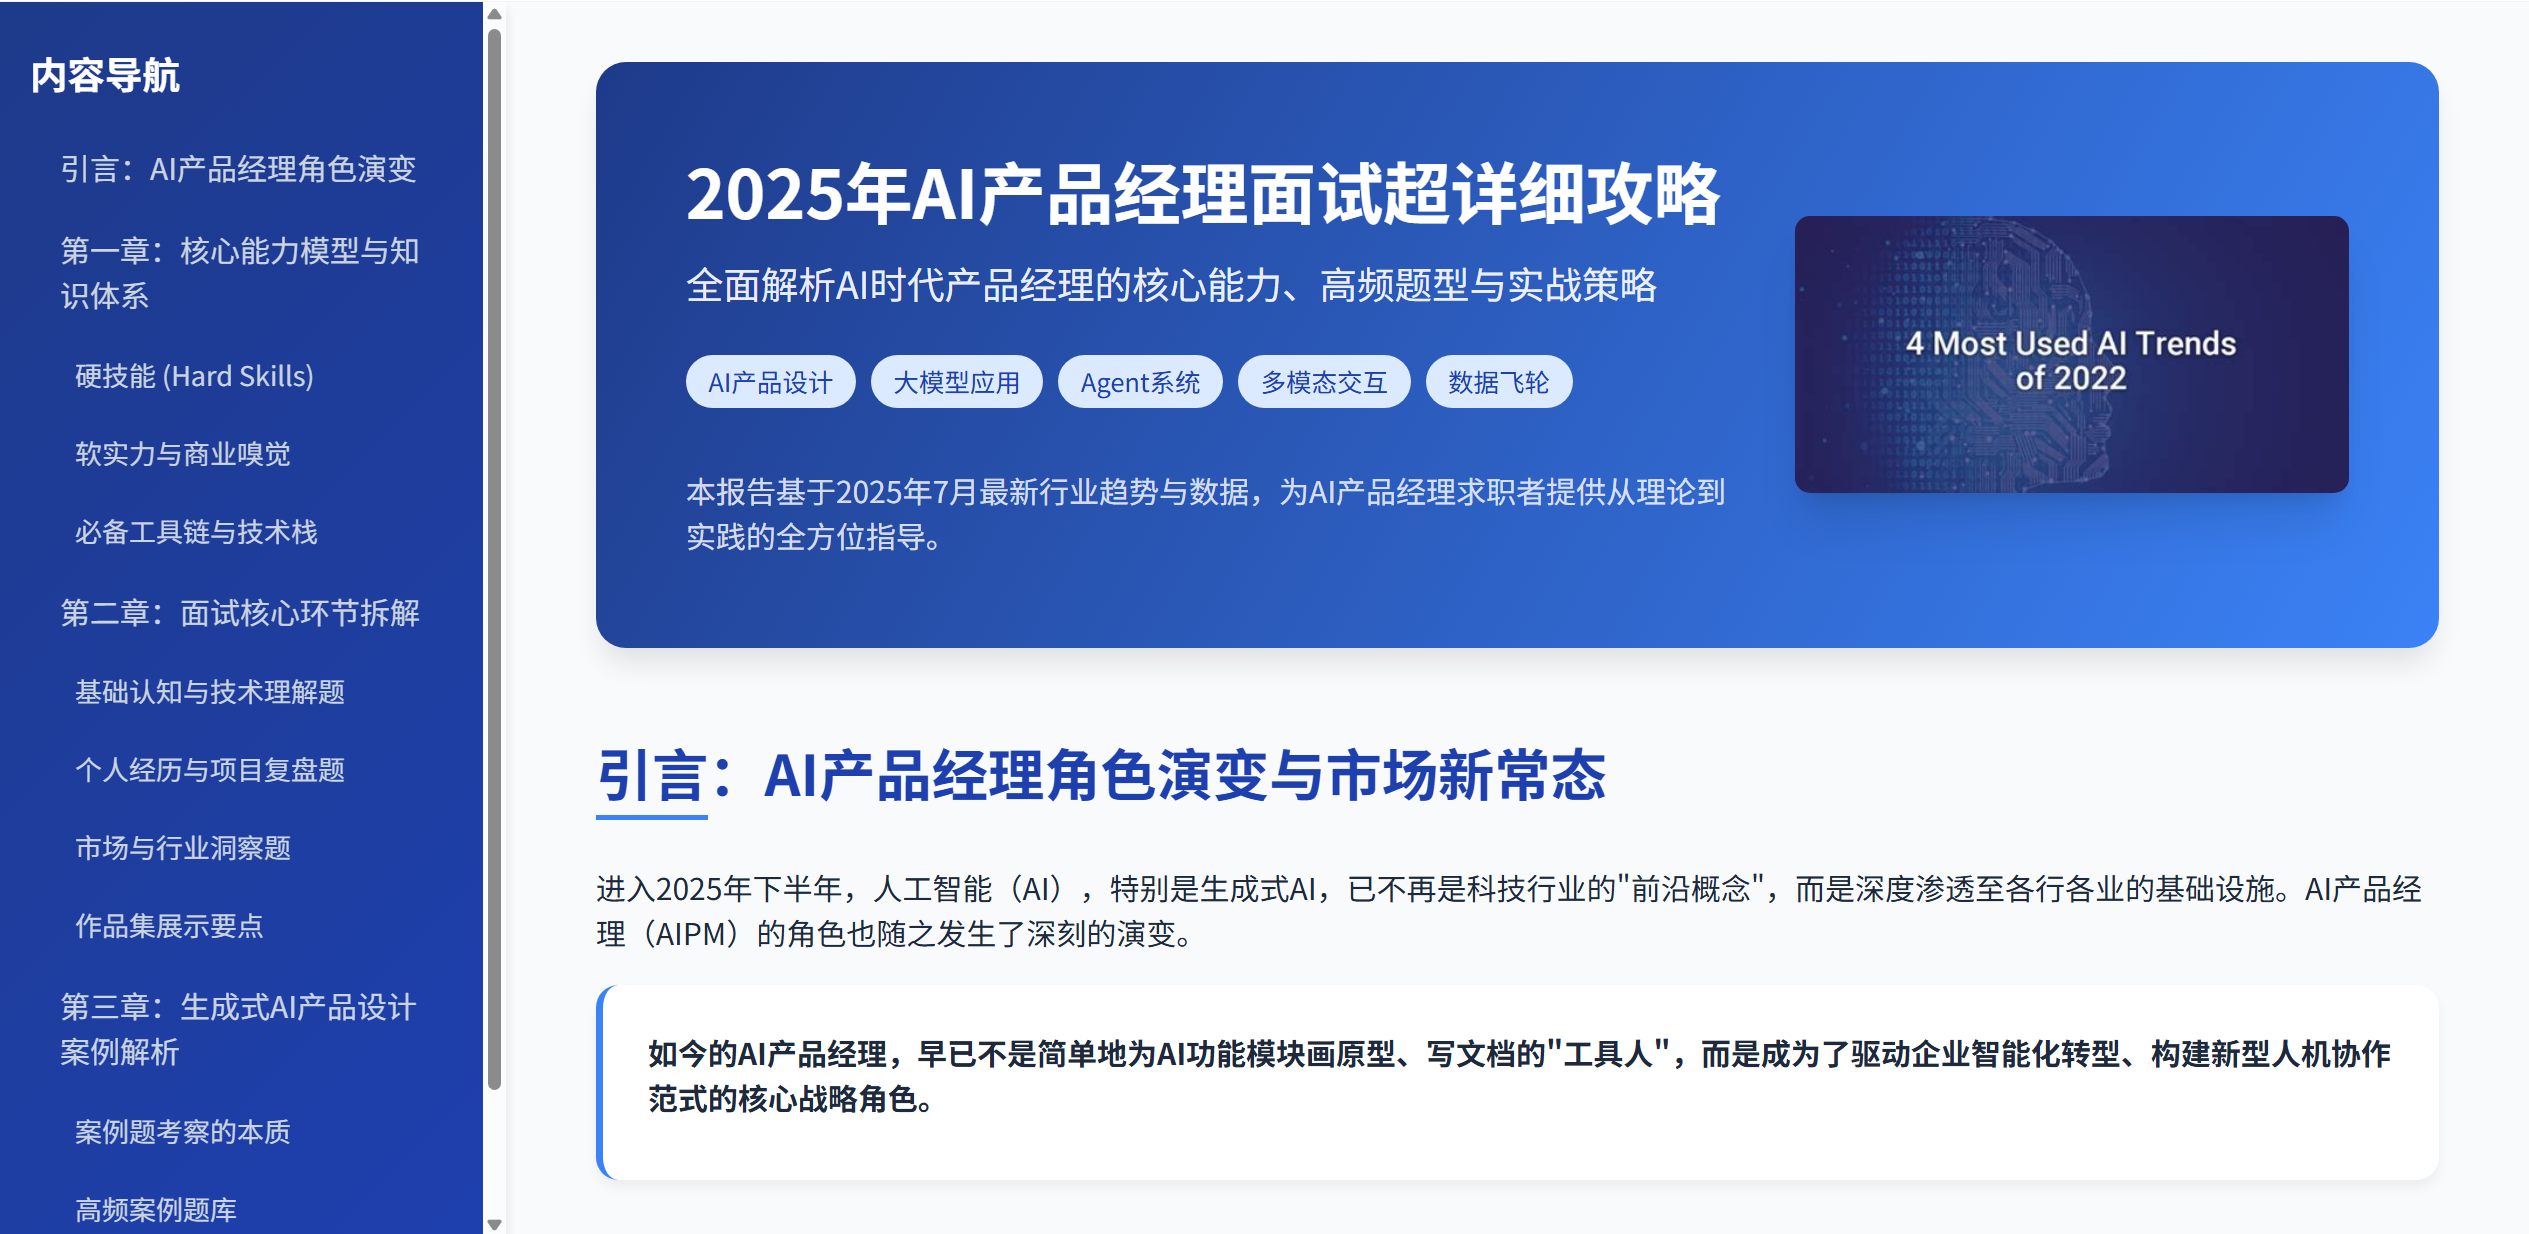 内容导航
引言：AI产品经理角色演变
第一章：核心能力模型与知
识体系
硬技能 (Hard Skills)
软实力与商业嗅觉
必备工具链与技术栈
第二章：面试核心环节拆解
基础认知与技术理解题
个人经历与项目复盘题
市场与行业洞察题
作品集展示要点
第三章：生成式AI产品设计
案例解析
案例题考察的本质
高频案例题库
2025年AI产品经理面试超详细攻略
全面解析AI时代产品经理的核心能力、高频题型与实战策略
AI产品设计
大模型应用
Agent系统
多模态交互
数据飞轮
本报告基于2025年7月最新行业趋势与数据，为AI产品经理求职者提供从理论到
实践的全方位指导。
4 Most Used AI Trends
of 2022
引言：AI产品经理角色演变与市场新常态
进入2025年下半年，人工智能（AI），特别是生成式AI，已不再是科技行业的"前沿概念"，而是深度渗透至各行各业的基础设施。AI产品经
理（AIPM）的角色也随之发生了深刻的演变。
如今的AI产品经理，早已不是简单地为AI功能模块画原型、写文档的"工具人"，而是成为了驱动企业智能化转型、构建新型人机协作
范式的核心战略角色。